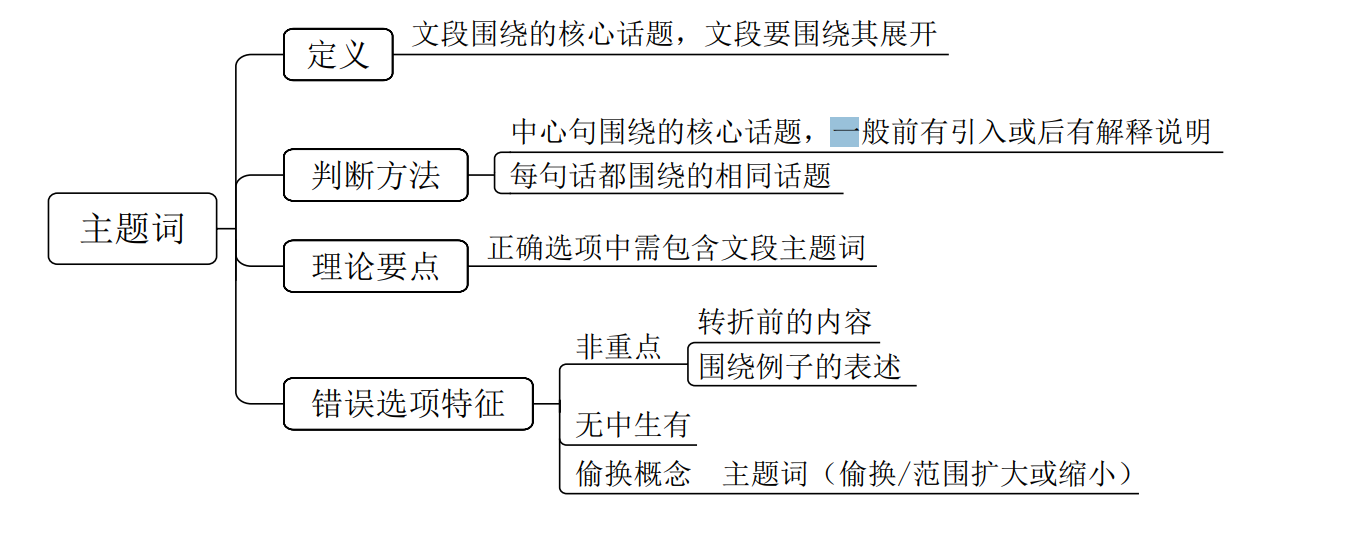 主题词
定义
文段围绕的核心话题，文段要围绕其展开
判断方法
中心句围绕的核心话题，一般前有引入或后有解释说明
每句话都围绕的相同话题
理论要点
正确选项中需包含文段主题词
错误选项特征
非重点
转折前的内容
围绕例子的表述
无中生有
偷换概念 主题词（偷换/范围扩大或缩小）